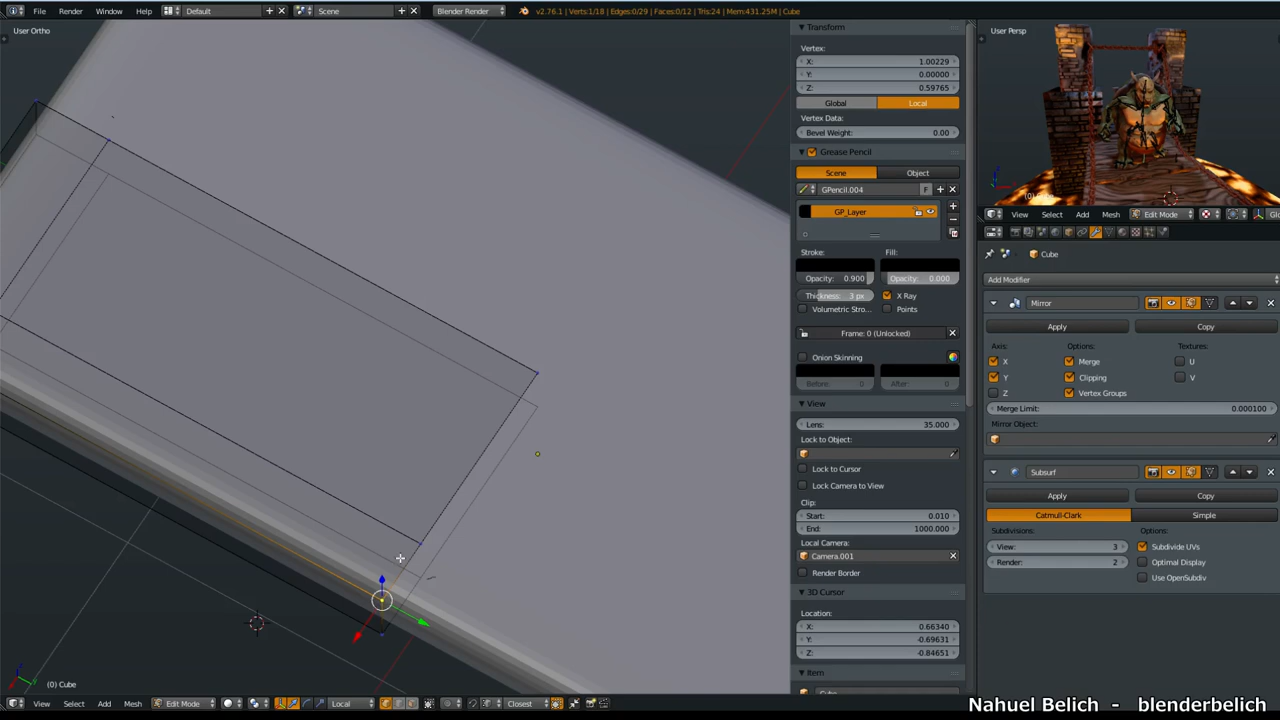 File Render Window Help Default Scene Blender Render v2.76.1 | Verts:1/18 | Edges:0/29 | Faces:0/12 | Tris:24 | Mem:431.25M | Cube
User Ortho
Transform
Vertex:
X: 1.00229
Y: 0.00000
Z: 0.59765
Global Local
Vertex Data:
Bevel Weight: 0.00
Grease Pencil
Scene Object
GPencil.004 F
GP_Layer
Stroke: Fill:
Opacity: 0.900 Opacity: 0.000
Thickness: 3 px X Ray
Volumetric Stro... Points
Frame: 0 (Unlocked)
Onion Skinning
Before: 0 After: 0
View
Lens: 35.000
Lock to Object:
Lock to Cursor
Lock Camera to View
Clip:
Start: 0.010
End: 1000.000
Local Camera:
Camera.001
Render Border
3D Cursor
Location:
X: 0.66340
Y: -0.69631
Z: -0.84651
Item
User Persp
View Select Add Mesh Edit Mode
Cube
Add Modifier
Mirror
Apply Copy
Axis: Options: Textures:
X Merge U
Y Clipping V
Z Vertex Groups
Merge Limit: 0.000100
Mirror Object:
Subsurf
Apply Copy
Catmull-Clark Simple
Subdivisions: Options:
View: 3 Subdivide UVs
Render: 2 Optimal Display
Use OpenSubdiv
(0) Cube
View Select Add Mesh Edit Mode Local Closest
Nahuel Belich - blenderbelich